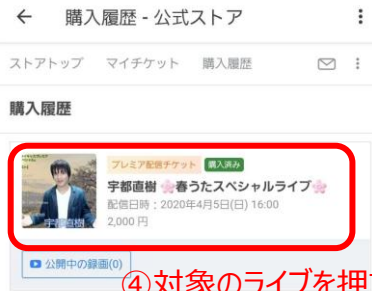 ← 購入履歴 - 公式ストア
ストアトップ マイチケット 購入履歴
購入履歴
プレミア配信チケット 購入済み
宇都直樹 🌸春うたスペシャルライブ🌸
配信日時：2020年4月5日(日) 16:00
2,000 円
宇都直樹
公開中の録画(0)
④対象のライブを押